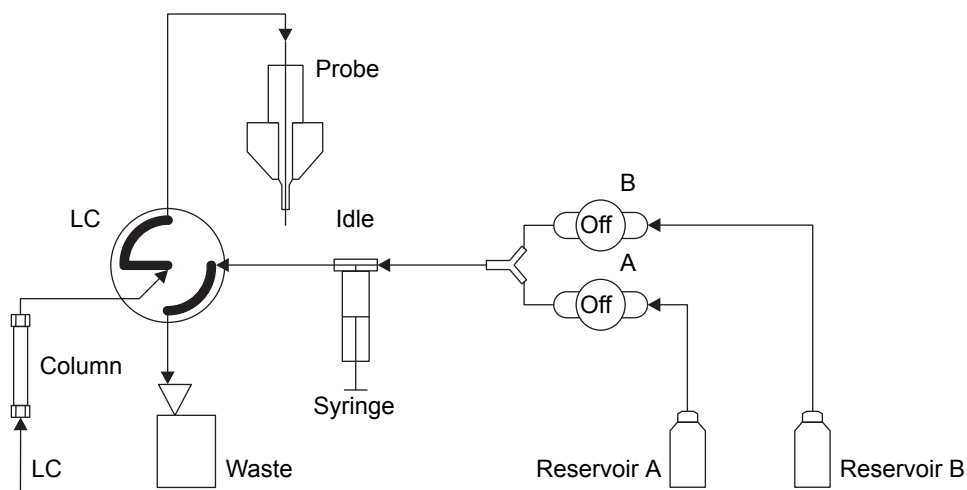 Probe
B
LC
Idle
Off
A
Off
Column
Syringe
LC
Waste
Reservoir A
Reservoir B